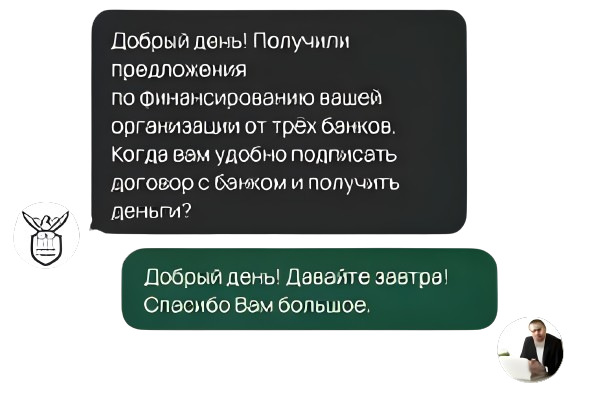 Добрый день! Получили
предложения
по финансированию вашей
организации от трёх банков.
Когда вам удобно подписать
договор с банком и получить
деньги?
Добрый день! Давайте завтра!
Спасибо Вам большое.